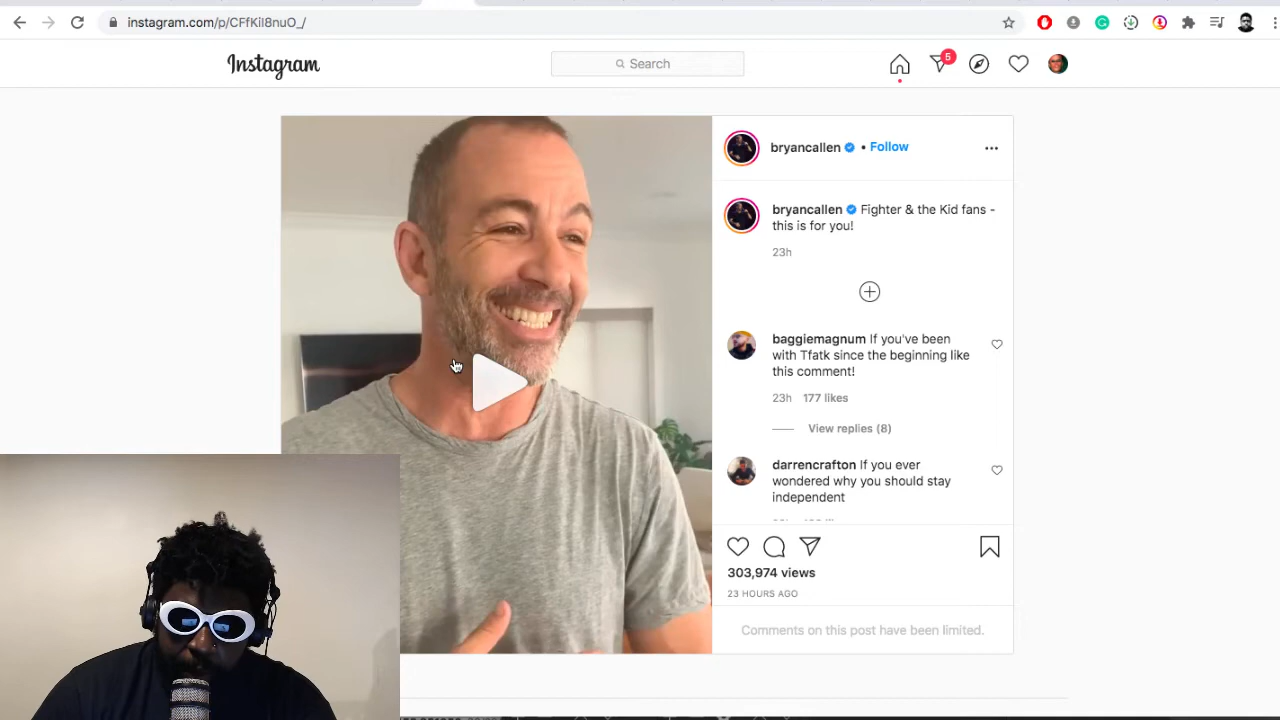 instagram.com/p/CFfKil8nuO_/
Instagram
Search
5
bryancallen • Follow
bryancallen Fighter & the Kid fans -
this is for you!
23h
baggiemagnum If you've been
with Tfatk since the beginning like
this comment!
23h 177 likes
View replies (8)
darrencrafton If you ever
wondered why you should stay
independent
303,974 views
23 HOURS AGO
Comments on this post have been limited.